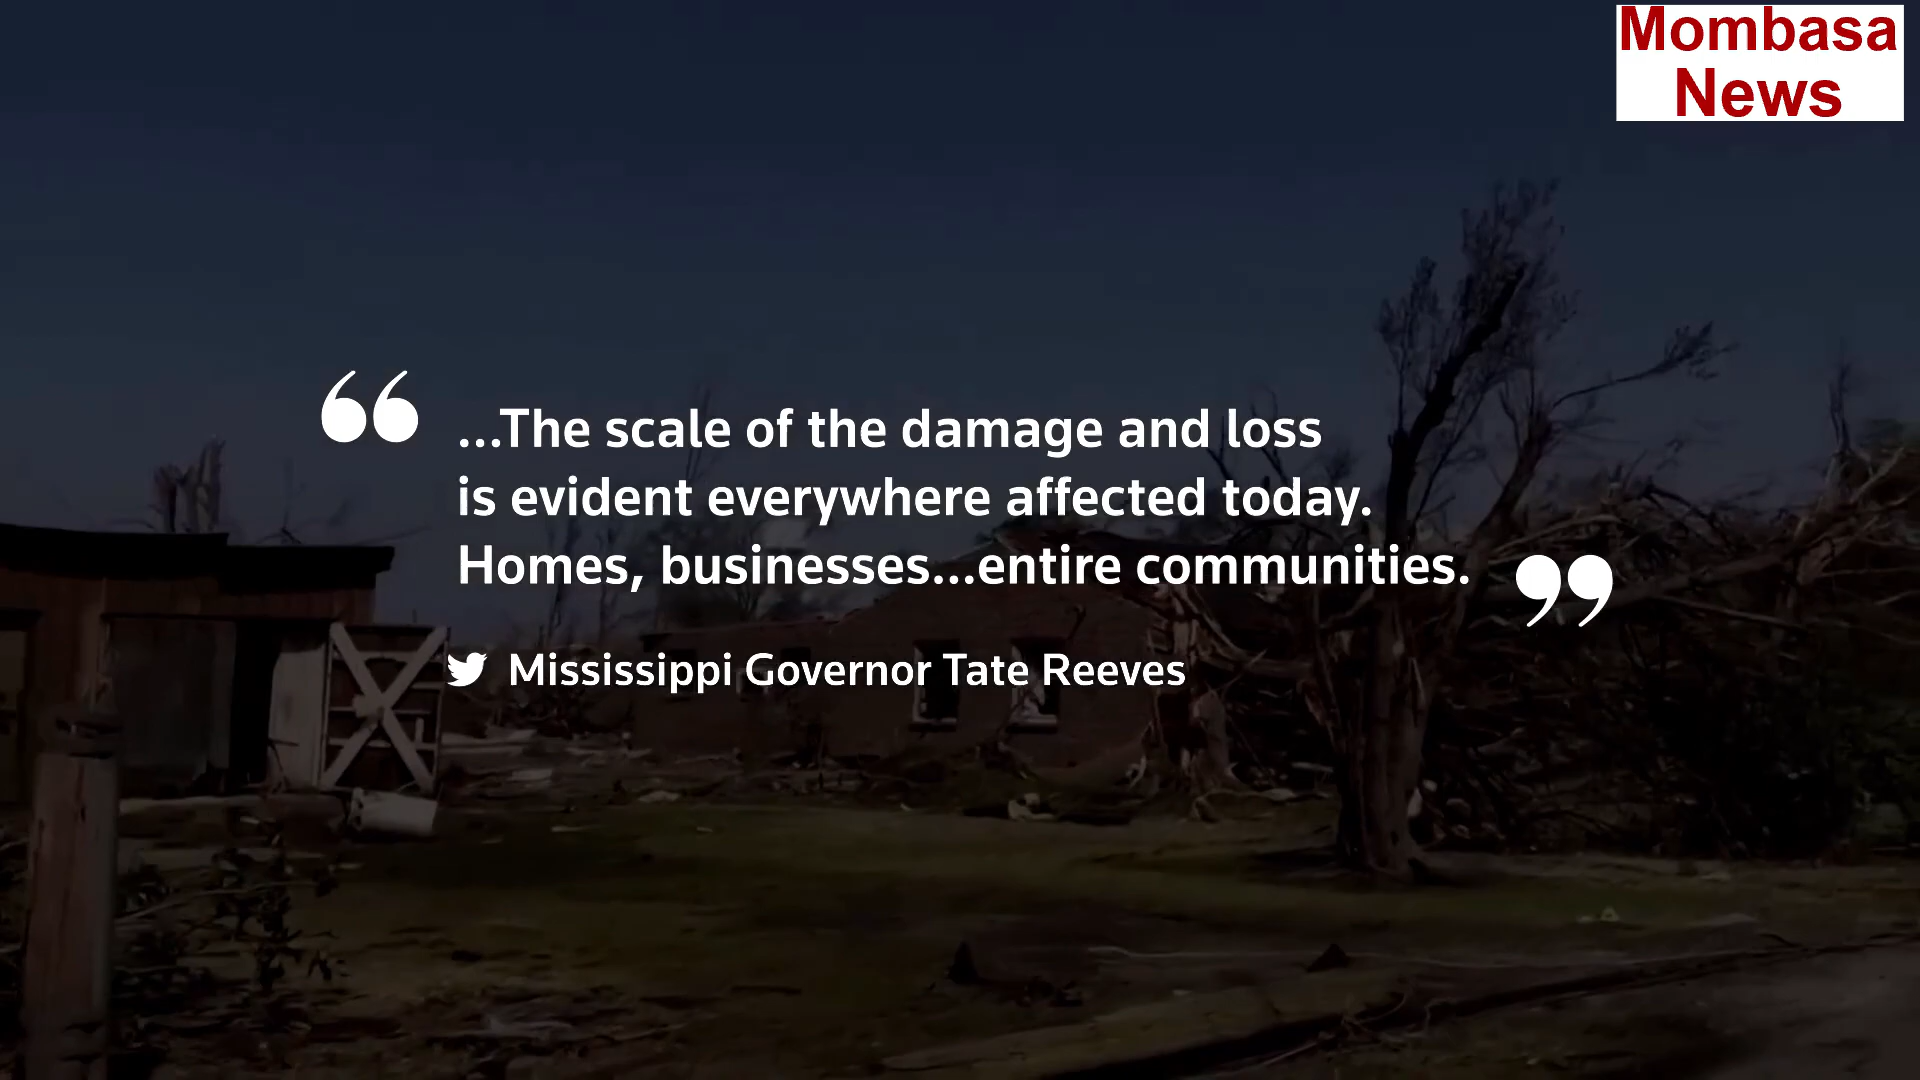 Mombasa
News
“ ...The scale of the damage and loss
is evident everywhere affected today.
Homes, businesses...entire communities. ”
Mississippi Governor Tate Reeves